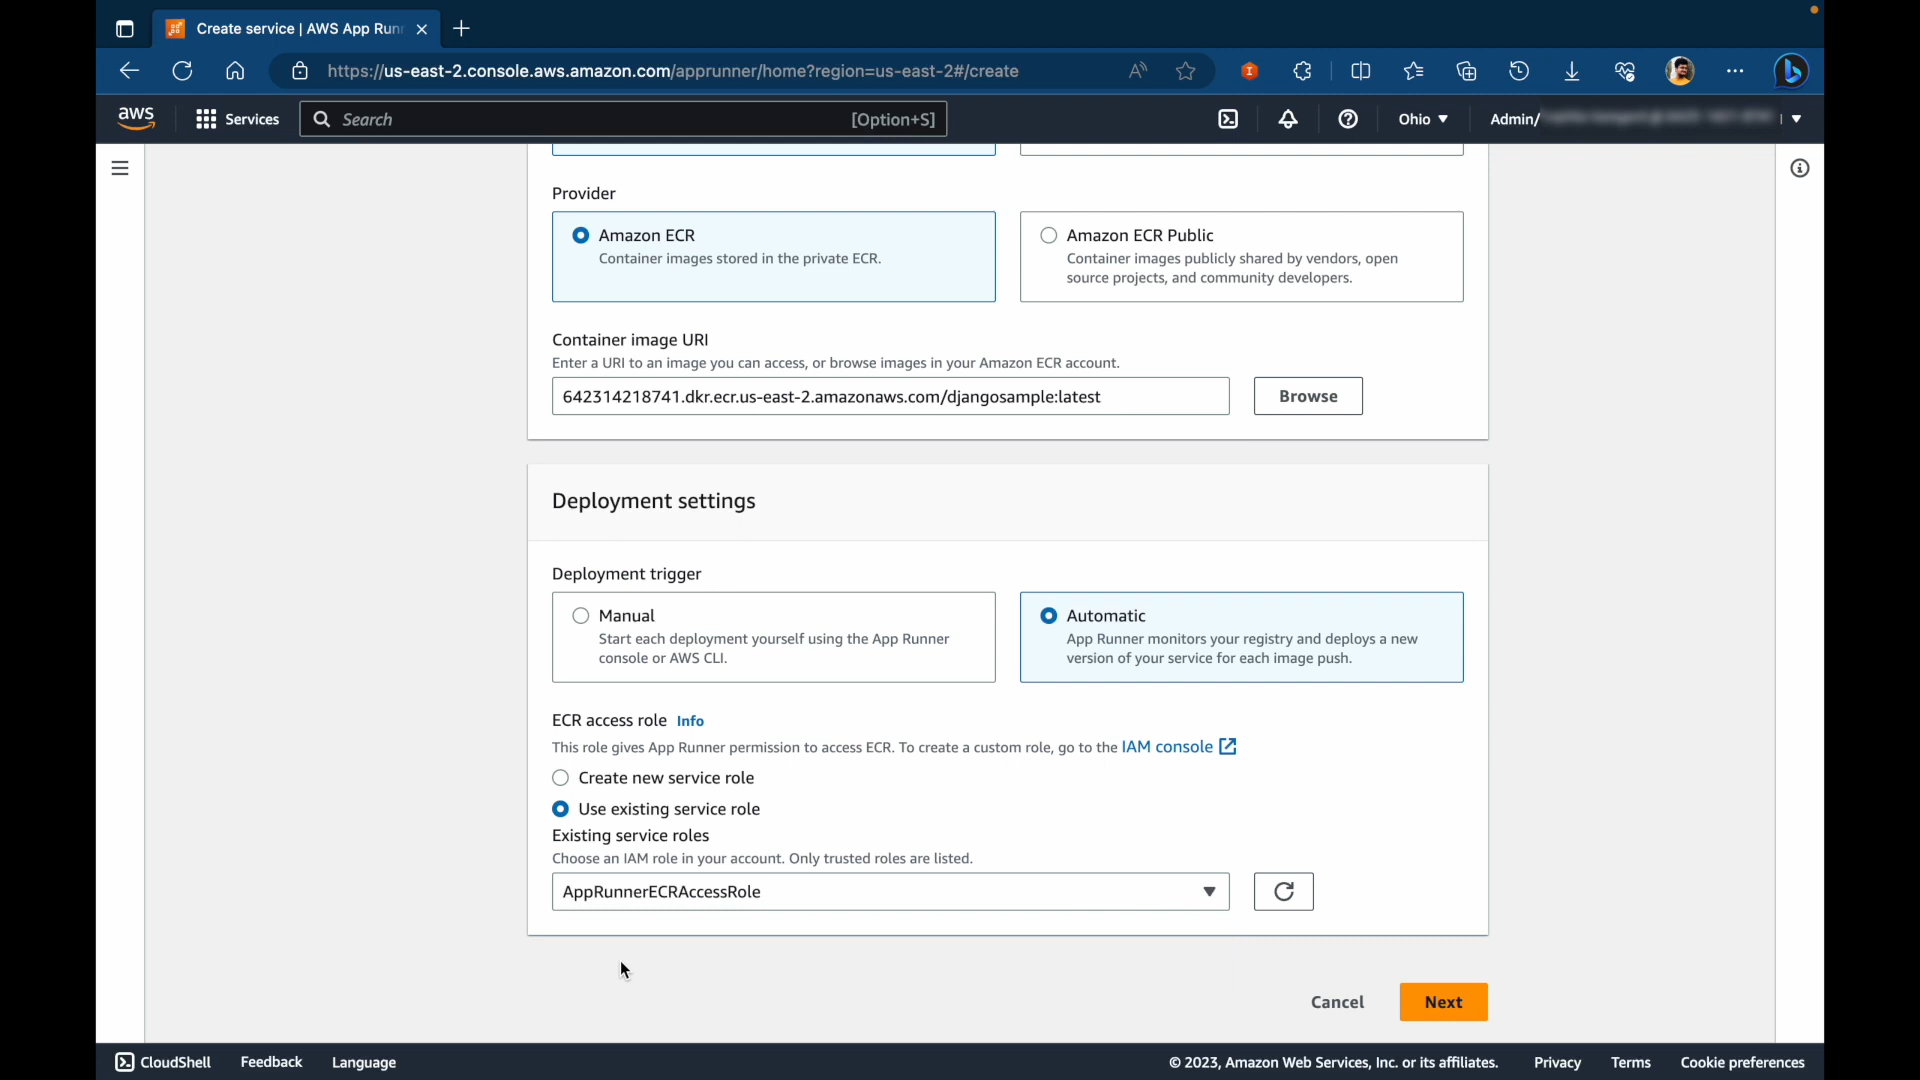 Create service | AWS App Run
https://us-east-2.console.aws.amazon.com/apprunner/home?region=us-east-2#/create
aws
Services
Search
[Option+S]
Ohio
Admin/
Provider
Amazon ECR
Container images stored in the private ECR.
Amazon ECR Public
Container images publicly shared by vendors, open
source projects, and community developers.
Container image URI
Enter a URI to an image you can access, or browse images in your Amazon ECR account.
642314218741.dkr.ecr.us-east-2.amazonaws.com/djangosample:latest
Browse
Deployment settings
Deployment trigger
Manual
Start each deployment yourself using the App Runner
console or AWS CLI.
Automatic
App Runner monitors your registry and deploys a new
version of your service for each image push.
ECR access role Info
This role gives App Runner permission to access ECR. To create a custom role, go to the IAM console
Create new service role
Use existing service role
Existing service roles
Choose an IAM role in your account. Only trusted roles are listed.
AppRunnerECRAccessRole
Cancel
Next
CloudShell
Feedback
Language
© 2023, Amazon Web Services, Inc. or its affiliates.
Privacy
Terms
Cookie preferences